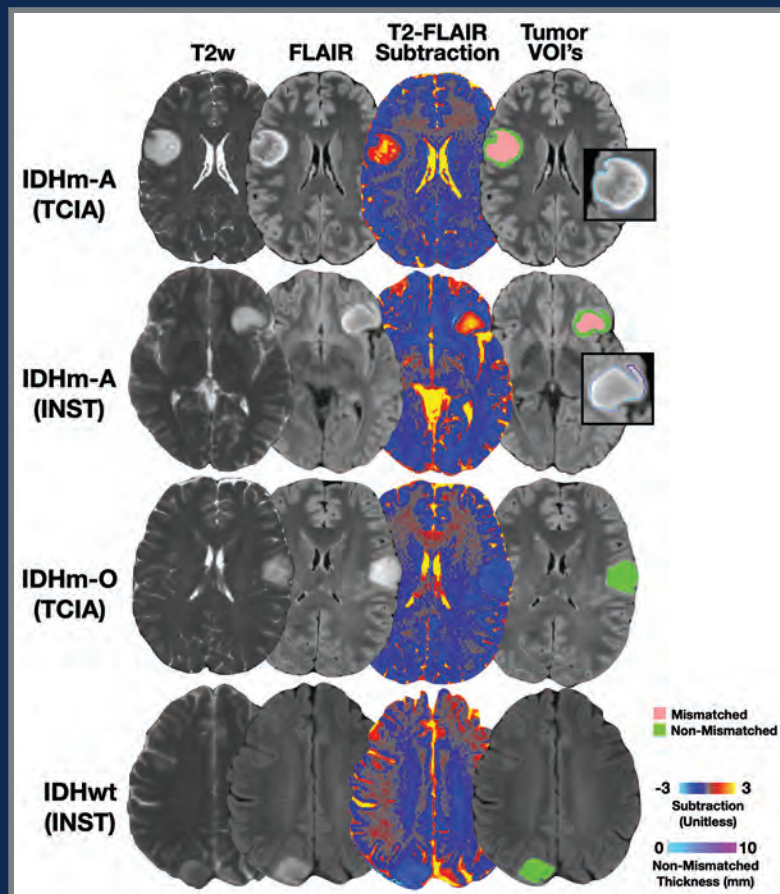 T2w
FLAIR
T2-FLAIR
Subtraction
Tumor
VOI's
IDHm-A
(TCIA)
IDHm-A
(INST)
IDHm-O
(TCIA)
IDHwt
(INST)
Mismatched
Non-Mismatched
-3 3
Subtraction
(Unitless)
0 10
Non-Mismatched
Thickness (mm)